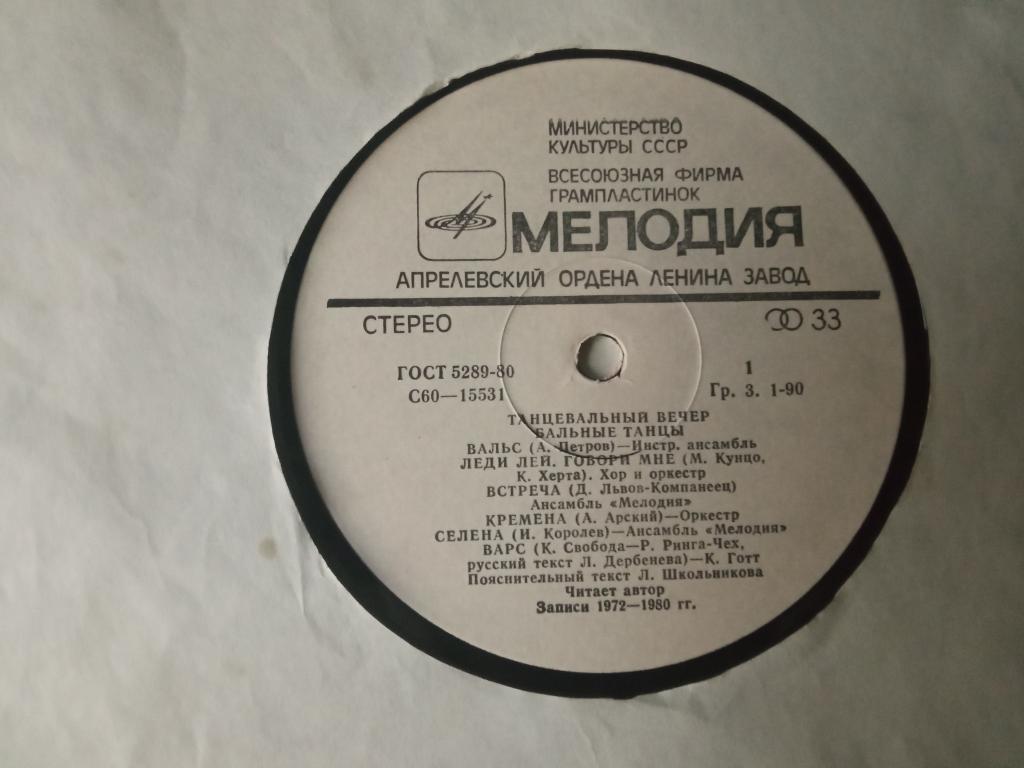 МИНИСТЕРСТВО
КУЛЬТУРЫ СССР
ВСЕСОЮЗНАЯ ФИРМА
ГРАМПЛАСТИНОК
МЕЛОДИЯ
АПРЕЛЕВСКИЙ ОРДЕНА ЛЕНИНА ЗАВОД
СТЕРЕО 33
ГОСТ 5289-80 1
С60—15531 Гр. 3. 1-90
ТАНЦЕВАЛЬНЫЙ ВЕЧЕР
БАЛЬНЫЕ ТАНЦЫ
ВАЛЬС (А. Петров)—Инстр. ансамбль
ЛЕДИ ЛЕЙ. ГОВОРИ МНЕ (М. Кунцо,
К. Херта). Хор и оркестр
ВСТРЕЧА (Д. Львов-Компанеец)
Ансамбль «Мелодия»
КРЕМЕНА (А. Арский)—Оркестр
СЕЛЕНА (И. Королев)—Ансамбль «Мелодия»
ВАРС (К. Свобода—Р. Ринга-Чех,
русский текст Л. Дербенева)—К. Готт
Пояснительный текст Л. Школьникова
Читает автор
Записи 1972—1980 гг.